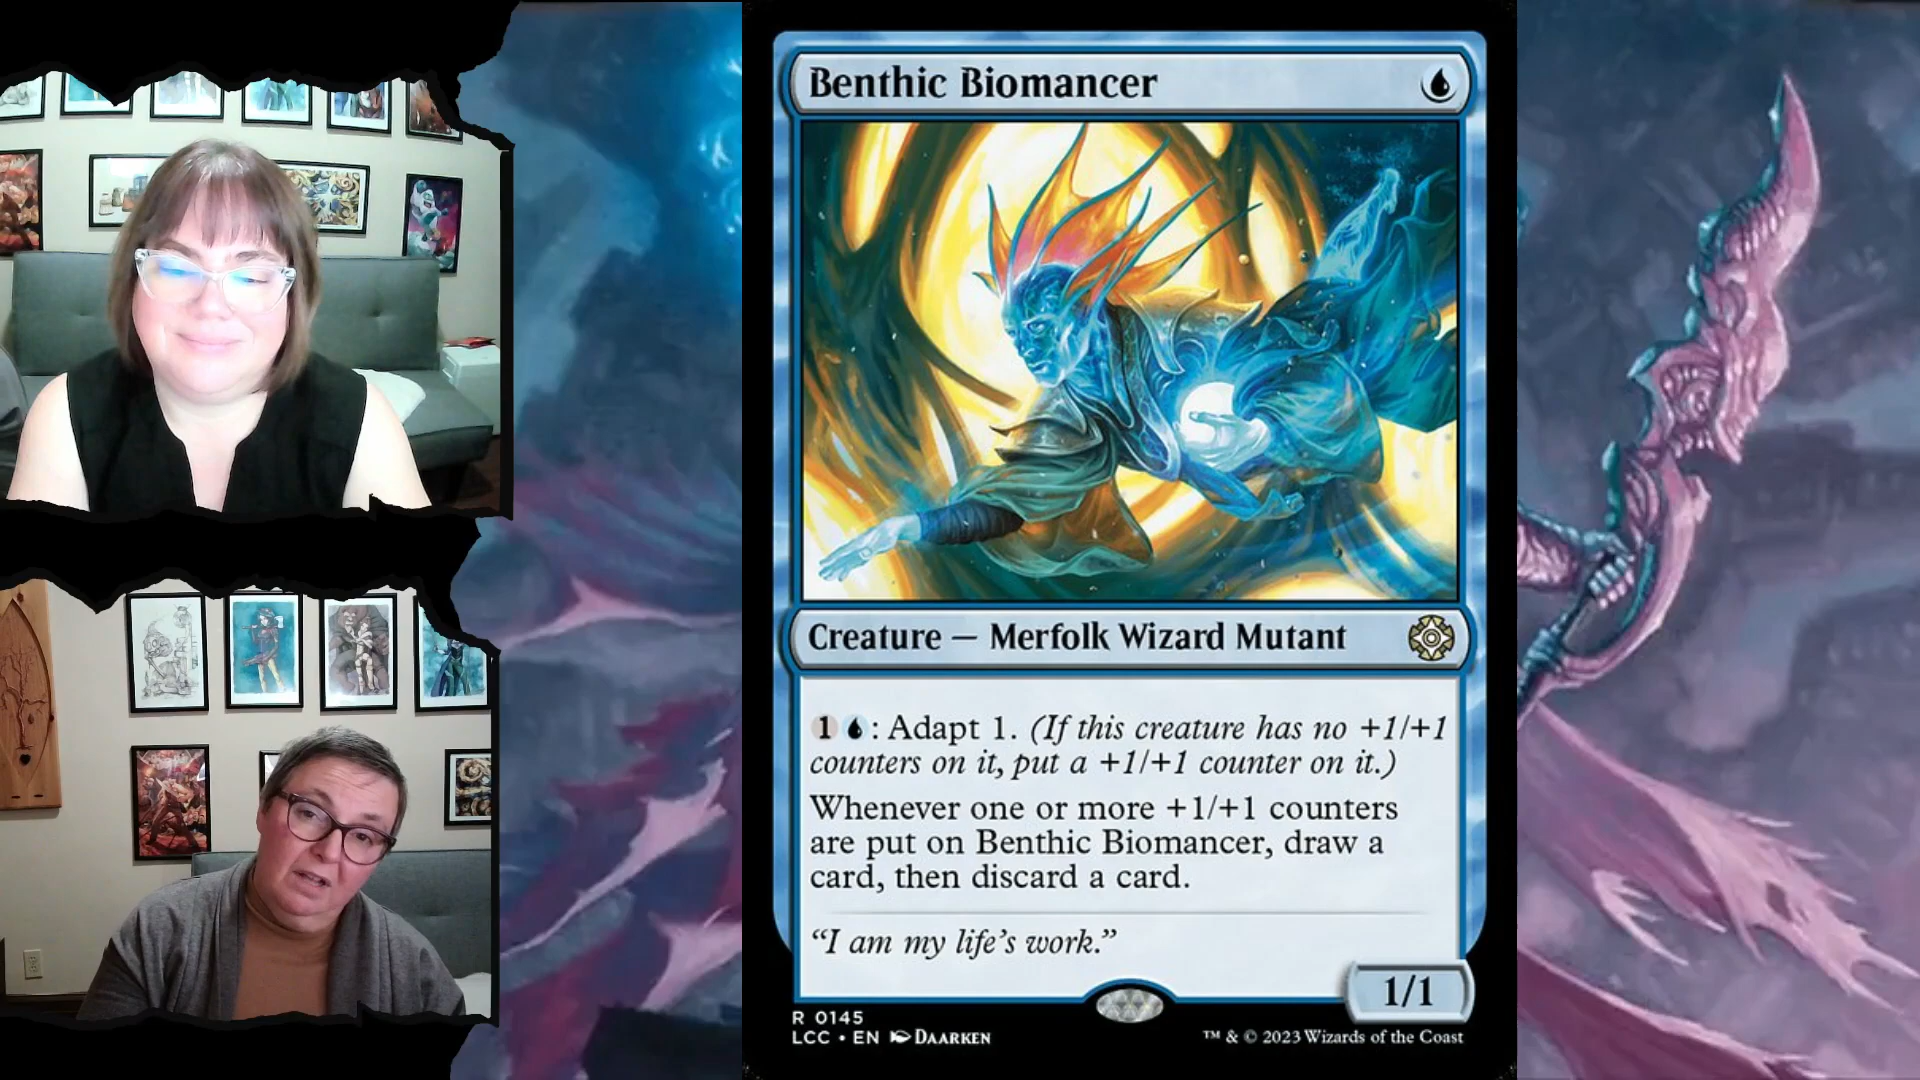 Benthic Biomancer
Creature — Merfolk Wizard Mutant
1 : Adapt 1. (If this creature has no +1/+1
counters on it, put a +1/+1 counter on it.)
Whenever one or more +1/+1 counters
are put on Benthic Biomancer, draw a
card, then discard a card.
“I am my life’s work.”
1/1
R 0145
LCC • EN DAARKEN
™ & © 2023 Wizards of the Coast